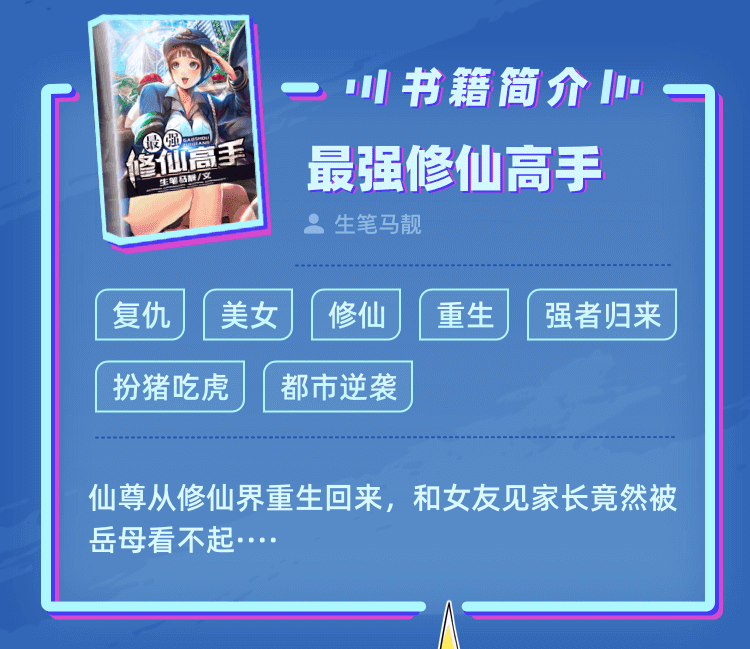 书籍简介
最强修仙高手
生笔马靓
最强
GAOSHOU
XIUXIANG
修仙高手
生笔马靓/文
复仇 美女 修仙 重生 强者归来
扮猪吃虎 都市逆袭
仙尊从修仙界重生回来，和女友见家长竟然被
岳母看不起····